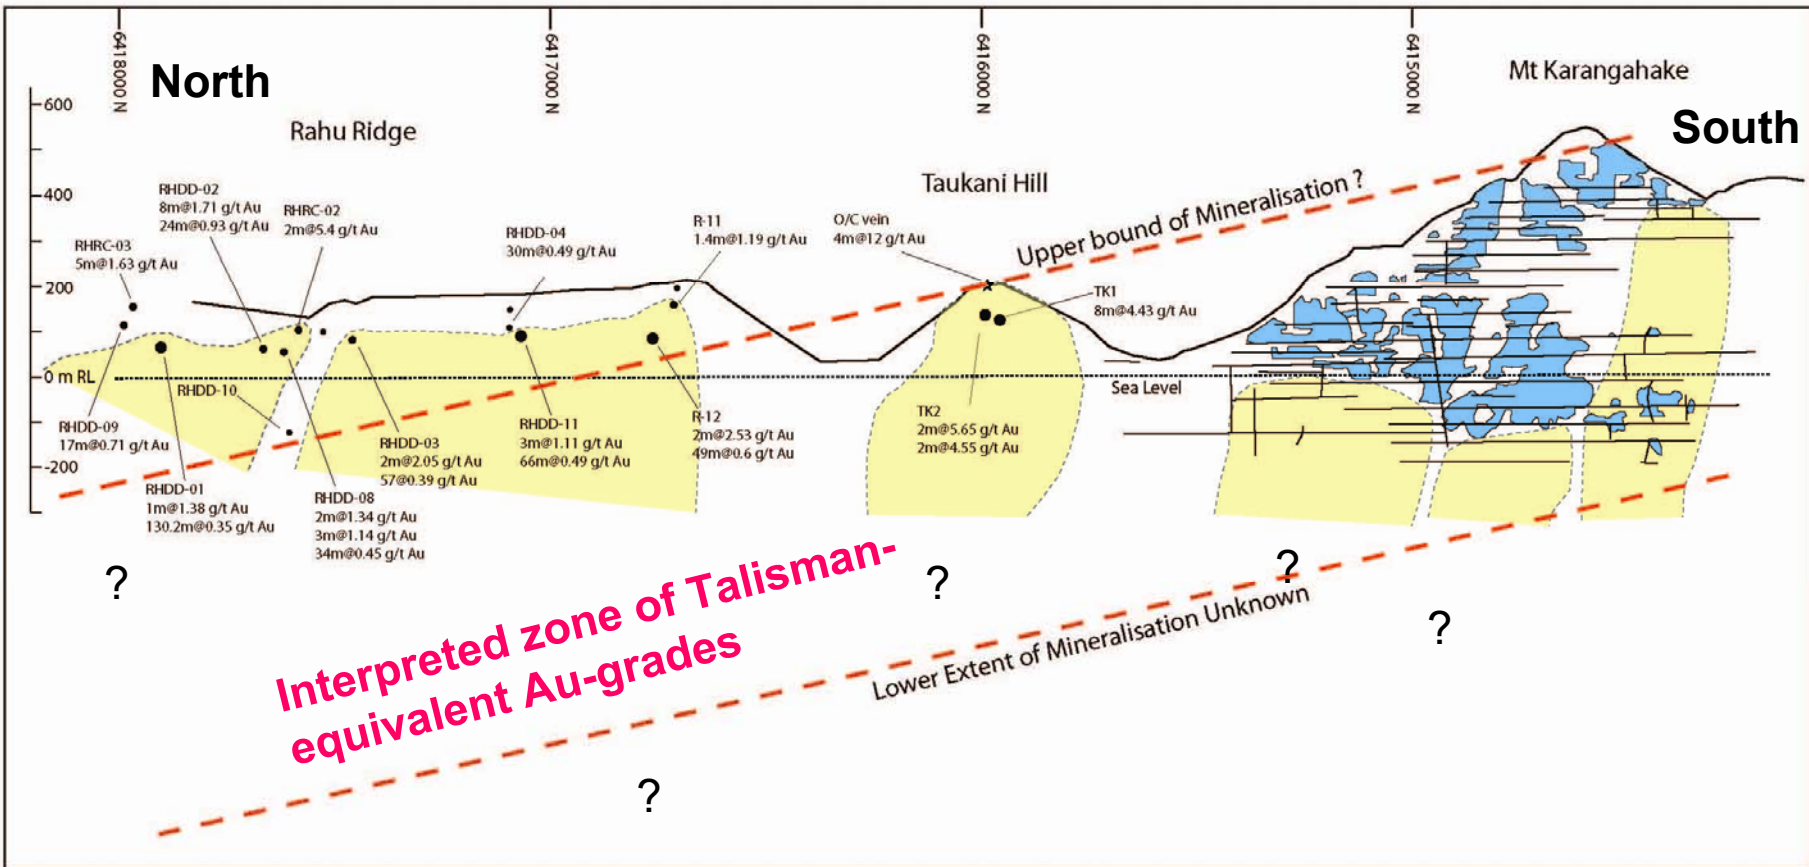 6418000 N
6417000 N
6416000 N
6415000 N
North
South
Mt Karangahake
Rahu Ridge
Taukani Hill
600
400
200
0 m RL
-200
RHDD-02
8m@1.71 g/t Au
24m@0.93 g/t Au
RHRC-02
2m@5.4 g/t Au
RHRC-03
5m@1.63 g/t Au
RHDD-04
30m@0.49 g/t Au
R-11
1.4m@1.19 g/t Au
O/C vein
4m@12 g/t Au
Upper bound of Mineralisation ?
TK1
8m@4.43 g/t Au
Sea Level
RHDD-10
RHDD-09
17m@0.71 g/t Au
RHDD-01
1m@1.38 g/t Au
130.2m@0.35 g/t Au
RHDD-08
2m@1.34 g/t Au
3m@1.14 g/t Au
34m@0.45 g/t Au
RHDD-03
2m@2.05 g/t Au
57@0.39 g/t Au
RHDD-11
3m@1.11 g/t Au
66m@0.49 g/t Au
R-12
2m@2.53 g/t Au
49m@0.6 g/t Au
TK2
2m@5.65 g/t Au
2m@4.55 g/t Au
?
?
?
?
Interpreted zone of Talisman-
equivalent Au-grades
Lower Extent of Mineralisation Unknown
?